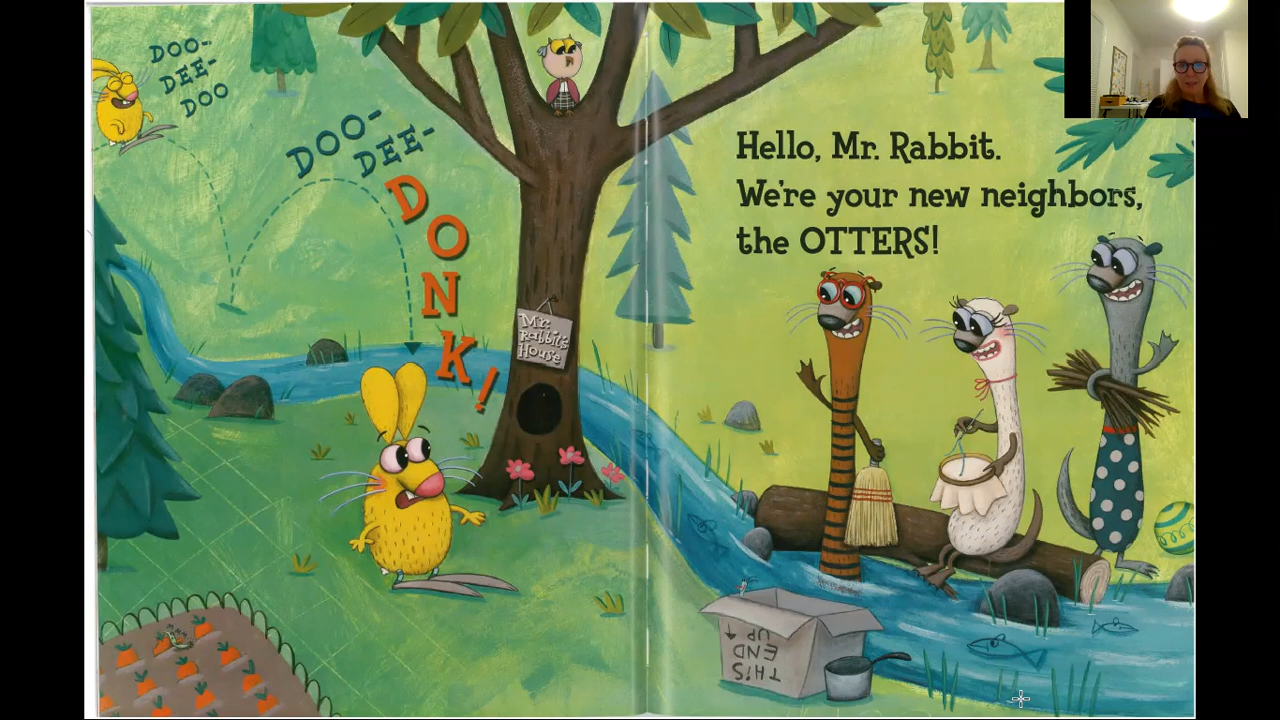 DOO-
DEE-
DOO
DOO-
DEE-
DONK!
Mr.
Rabbit's
House
Hello, Mr. Rabbit.
We're your new neighbors,
the OTTERS!
THIS
END
UP